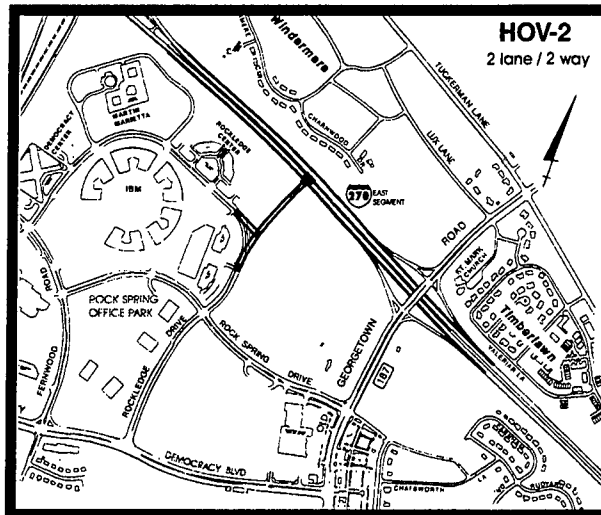 HOV-2
2 lane / 2 way
Windermere
TUCKERMAN LANE
CHARNWOOD
LUX LANE
MARTIN
MARIETTA
DEMOCRACY
CENTER
ROCKLEDGE
CENTER
IBM
270
EAST
SEGMENT
ROAD
ST. MARK
CHURCH
Timberlawn
ROAD
ROCK SPRING
OFFICE PARK
FERNWOOD
ROCKLEDGE
DRIVE
ROCK SPRING
DRIVE
GEORGETOWN
187
OLD
DEMOCRACY BLVD
CHATSWORTH
LA